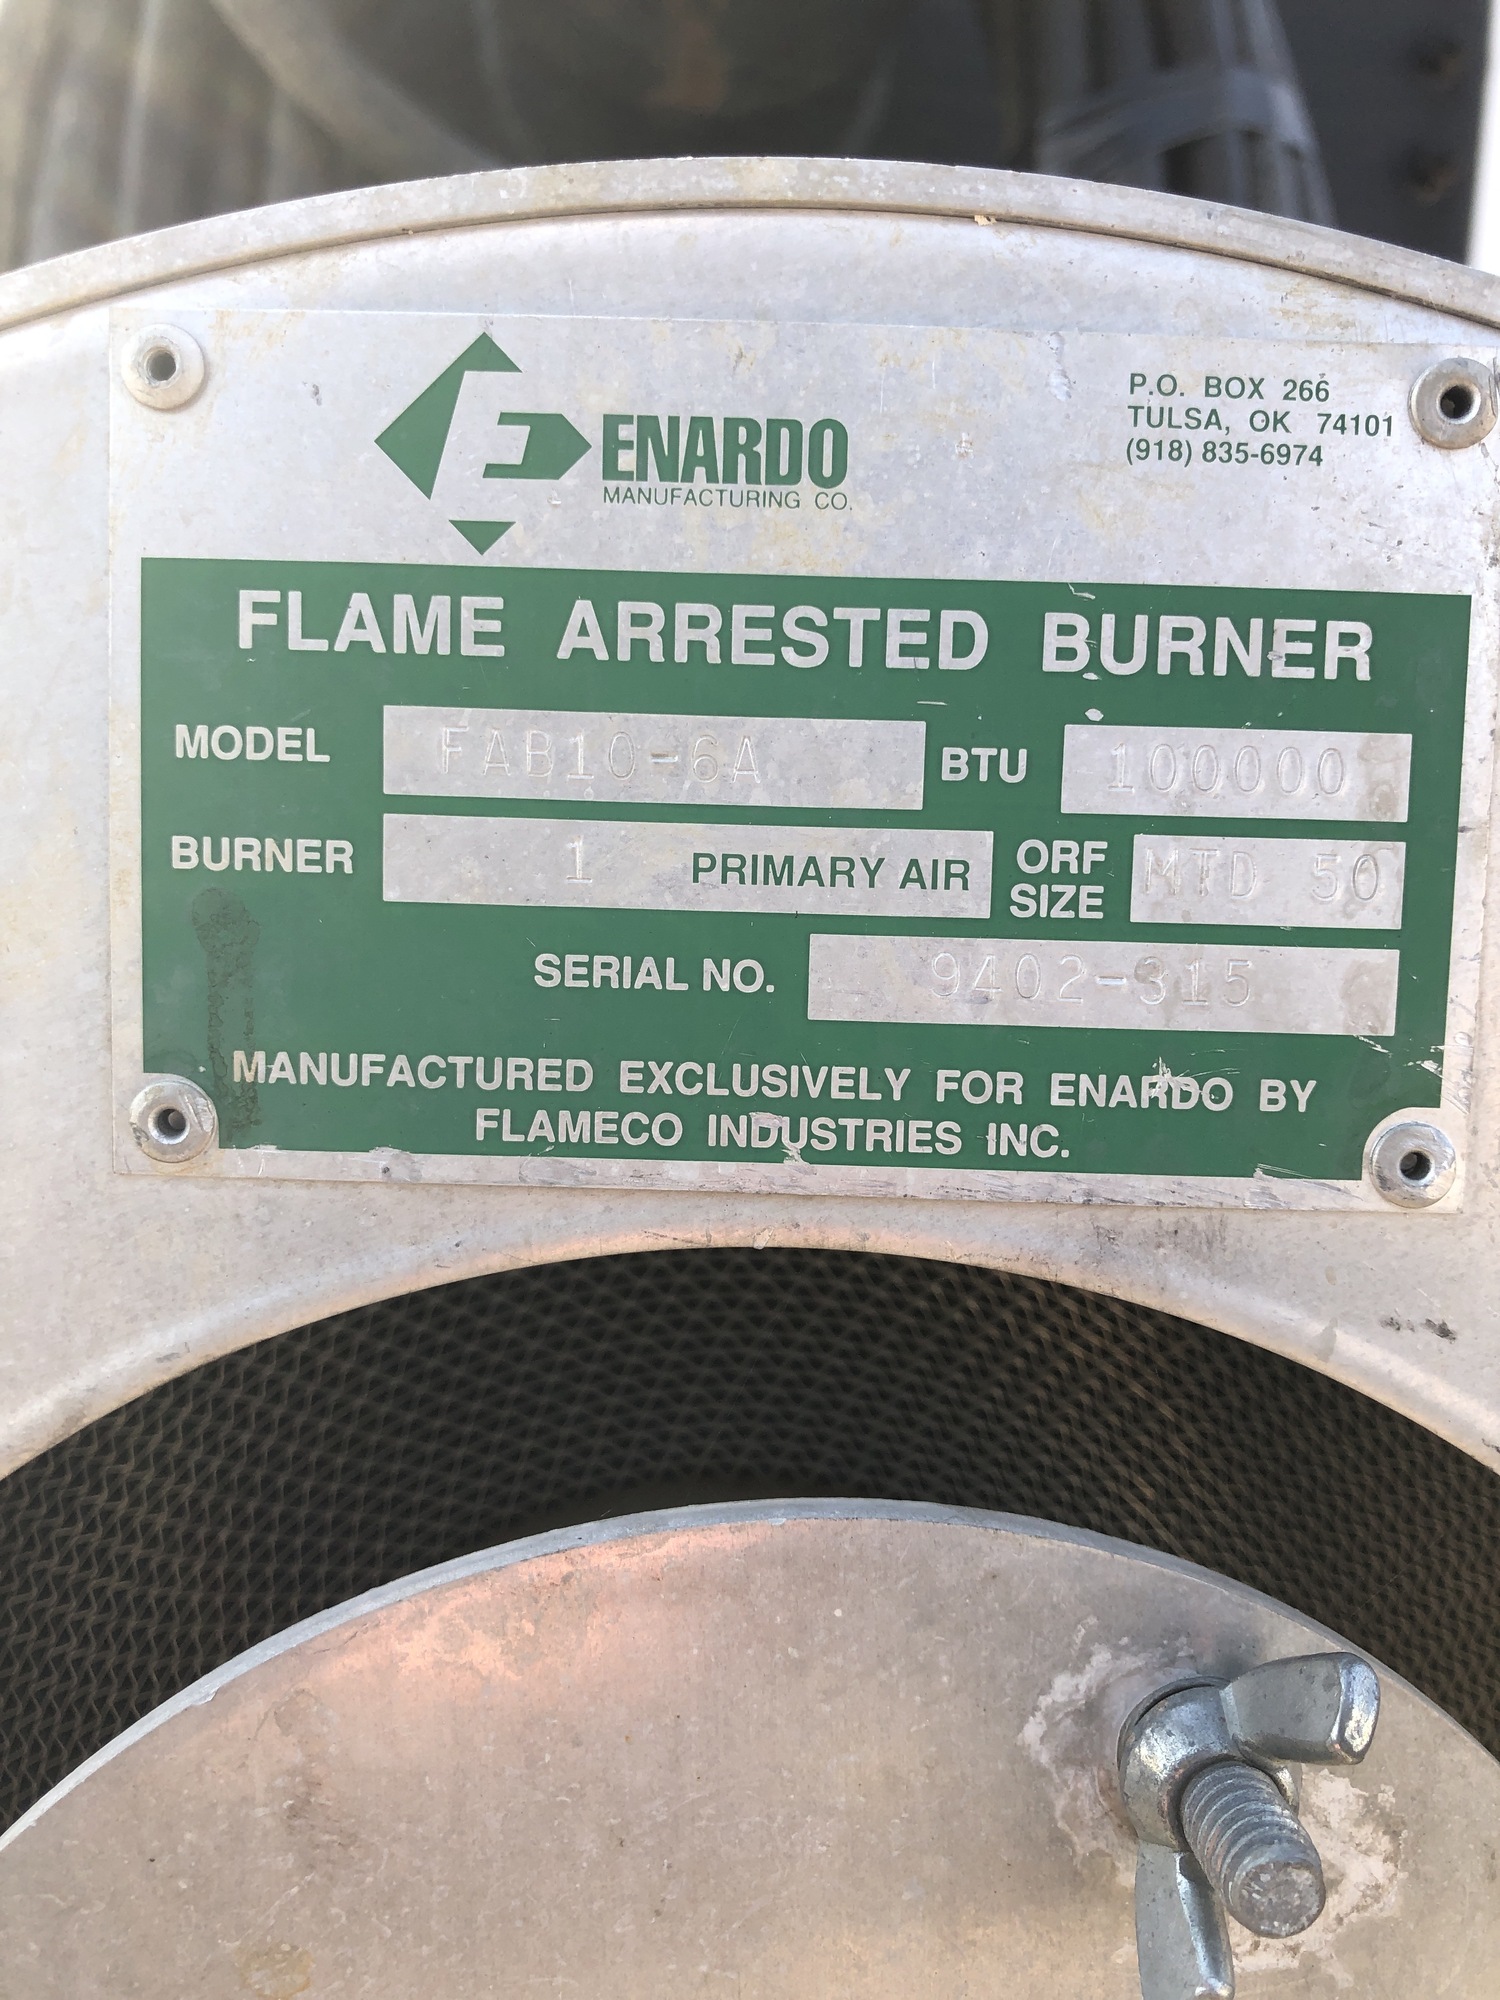 ENARDO
MANUFACTURING CO.
P.O. BOX 266
TULSA, OK 74101
(918) 835-6974
FLAME ARRESTED BURNER
MODEL FAB10-6A BTU 100000
BURNER 1 PRIMARY AIR ORF SIZE MTD 50
SERIAL NO. 9402-315
MANUFACTURED EXCLUSIVELY FOR ENARDO BY
FLAMECO INDUSTRIES INC.